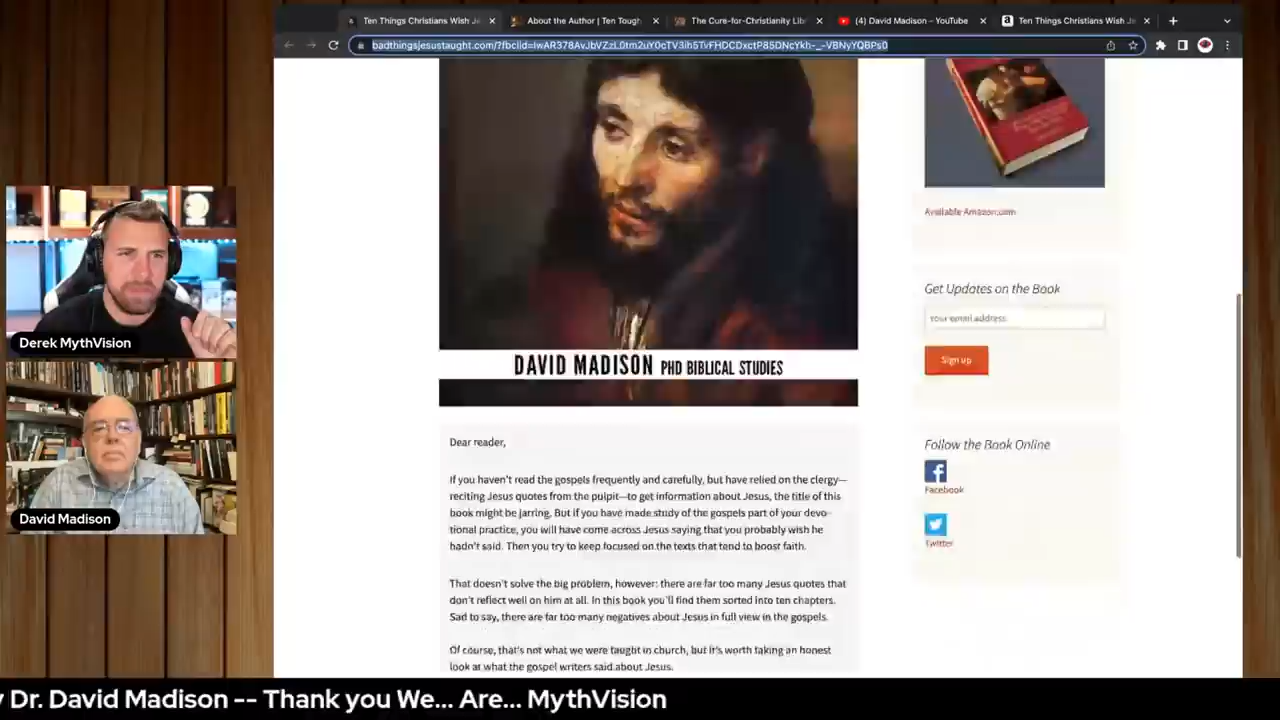 Ten Things Christians Wish Je
About the Author | Ten Tough
The Cure-for-Christianity Lib
(4) David Madison - YouTube
Ten Things Christians Wish Je
DAVID MADISON PHD BIBLICAL STUDIES
Dear reader,
If you haven't read the gospels frequently and carefully, but have relied on the clergy—
reciting Jesus quotes from the pulpit—to get information about Jesus, the title of this
book might be jarring. But if you have made study of the gospels part of your devo-
tional practice, you will have come across Jesus saying that you probably wish he
hadn't said. Then you try to keep focused on the texts that tend to boost faith.
That doesn't solve the big problem, however: there are far too many Jesus quotes that
don't reflect well on him at all. In this book you'll find them sorted into ten chapters.
Sad to say, there are far too many negatives about Jesus in full view in the gospels.
Of course, that's not what we were taught in church, but it's worth taking an honest
look at what the gospel writers said about Jesus.
Available Amazon.com
Get Updates on the Book
your email address
Sign up
Follow the Book Online
Facebook
Twitter
Derek MythVision
David Madison
y Dr. David Madison -- Thank you We... Are... MythVision